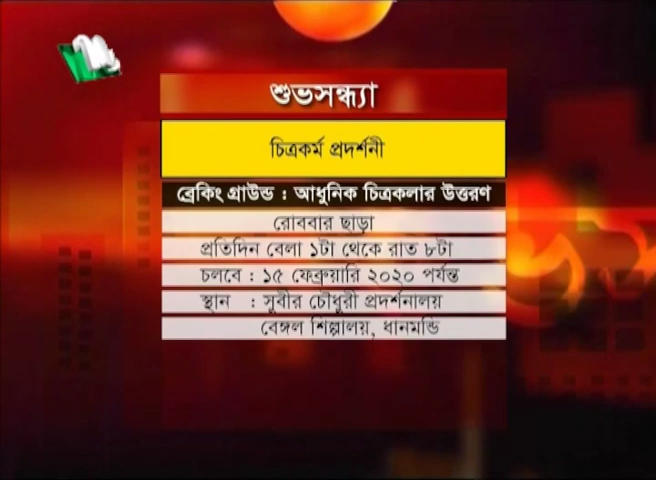 শুভসন্ধ্যা
চিত্রকর্ম প্রদর্শনী
ব্রেকিং গ্রাউন্ড : আধুনিক চিত্রকলার উত্তরণ
রোববার ছাড়া
প্রতিদিন বেলা ১টা থেকে রাত ৮টা
চলবে : ১৫ ফেব্রুয়ারি ২০২০ পর্যন্ত
স্থান : সুবীর চৌধুরী প্রদর্শনালয়
বেঙ্গল শিল্পালয়, ধানমন্ডি